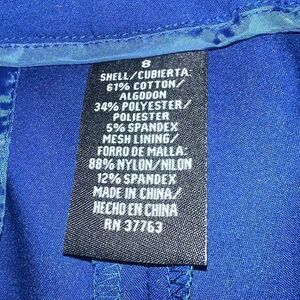 8
SHELL/CUBIERTA:
61% COTTON/
ALGODON
34% POLYESTER/
POLIESTER
5% SPANDEX
MESH LINING/
FORRO DE MALLA:
88% NYLON/NILON
12% SPANDEX
MADE IN CHINA/
HECHO EN CHINA
RN 37763